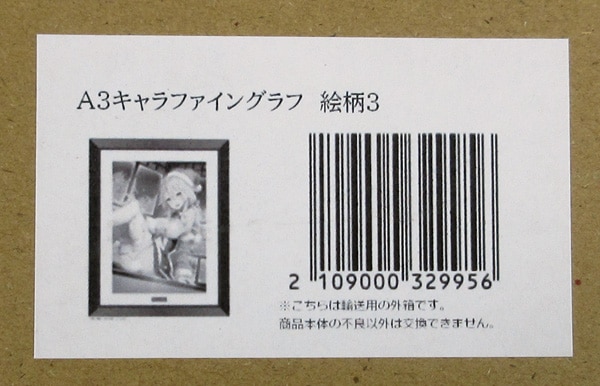 A3キャラファイングラフ 絵柄3
2 109000 329956
※こちらは輸送用の外箱です。
商品本体の不良以外は交換できません。